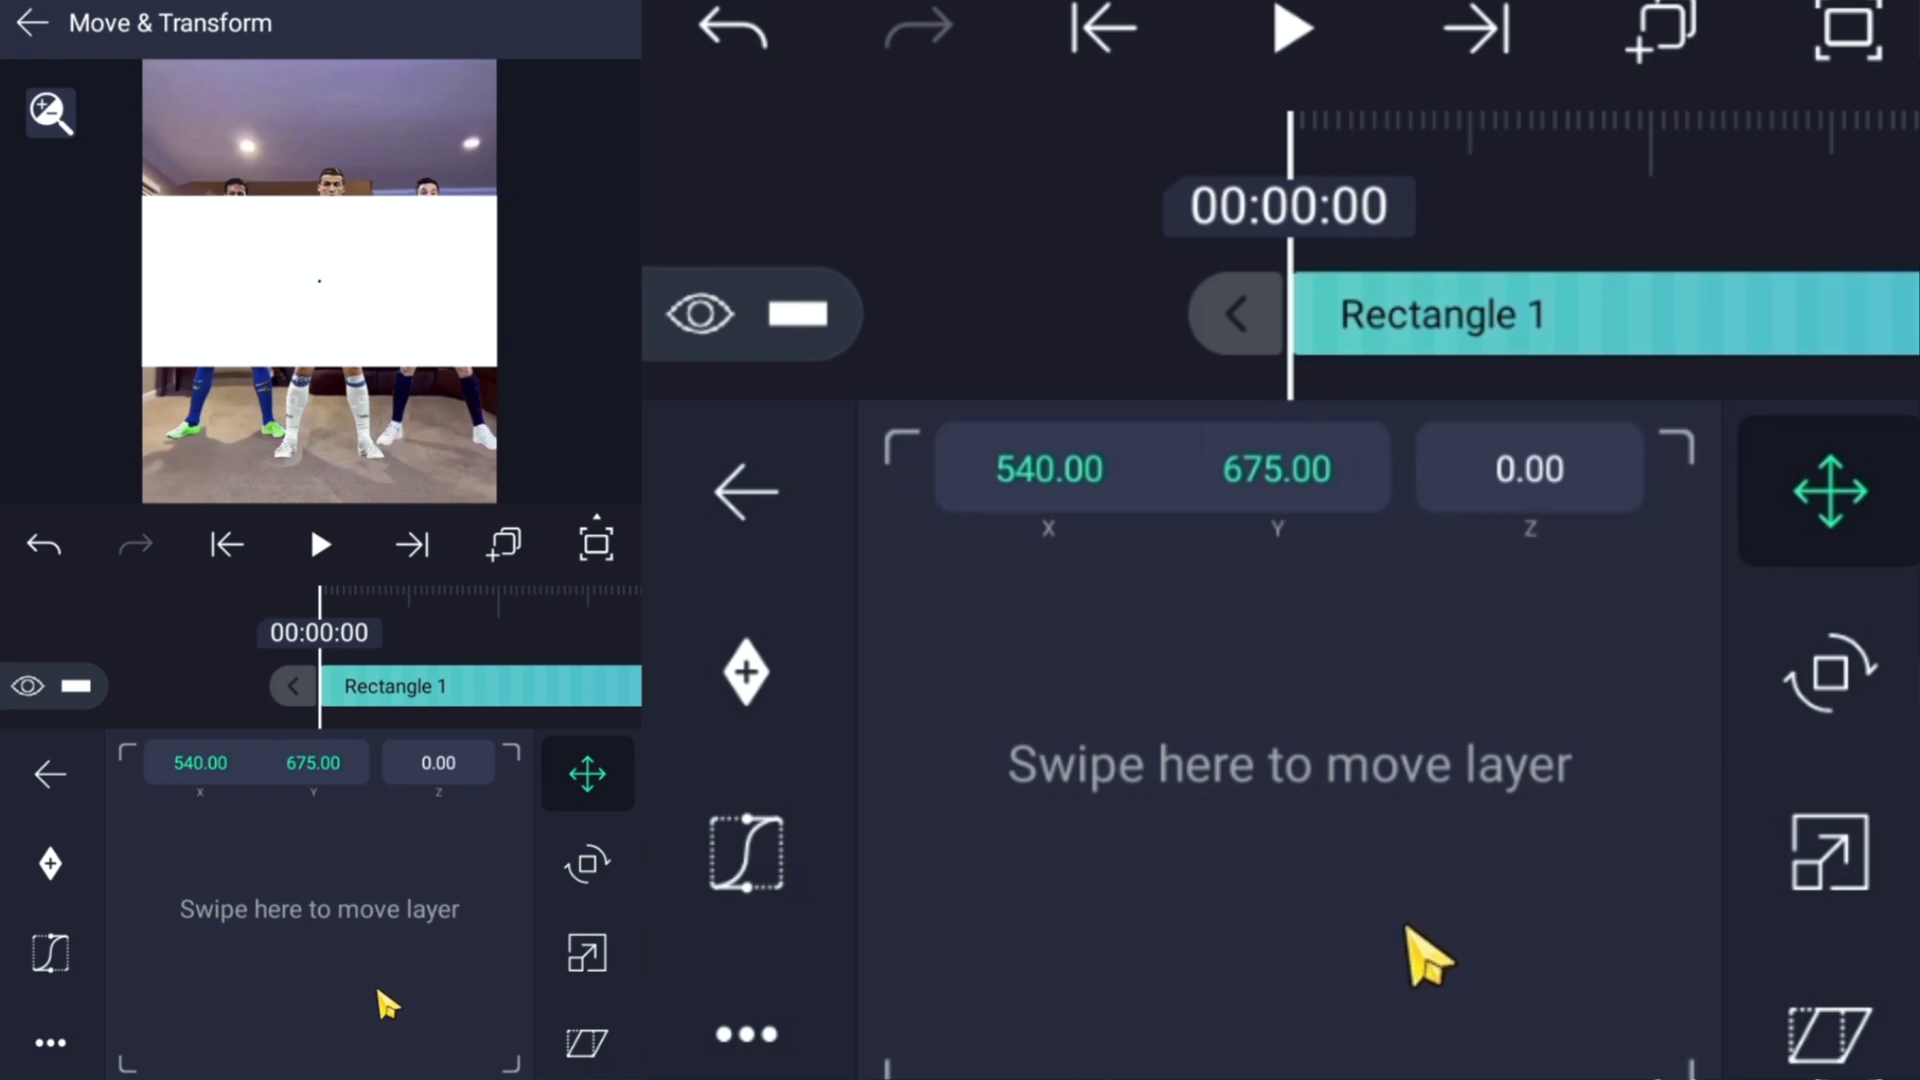 Move & Transform
00:00:00
Rectangle 1
540.00 675.00 0.00
X Y Z
Swipe here to move layer
00:00:00
Rectangle 1
540.00 675.00 0.00
X Y Z
Swipe here to move layer